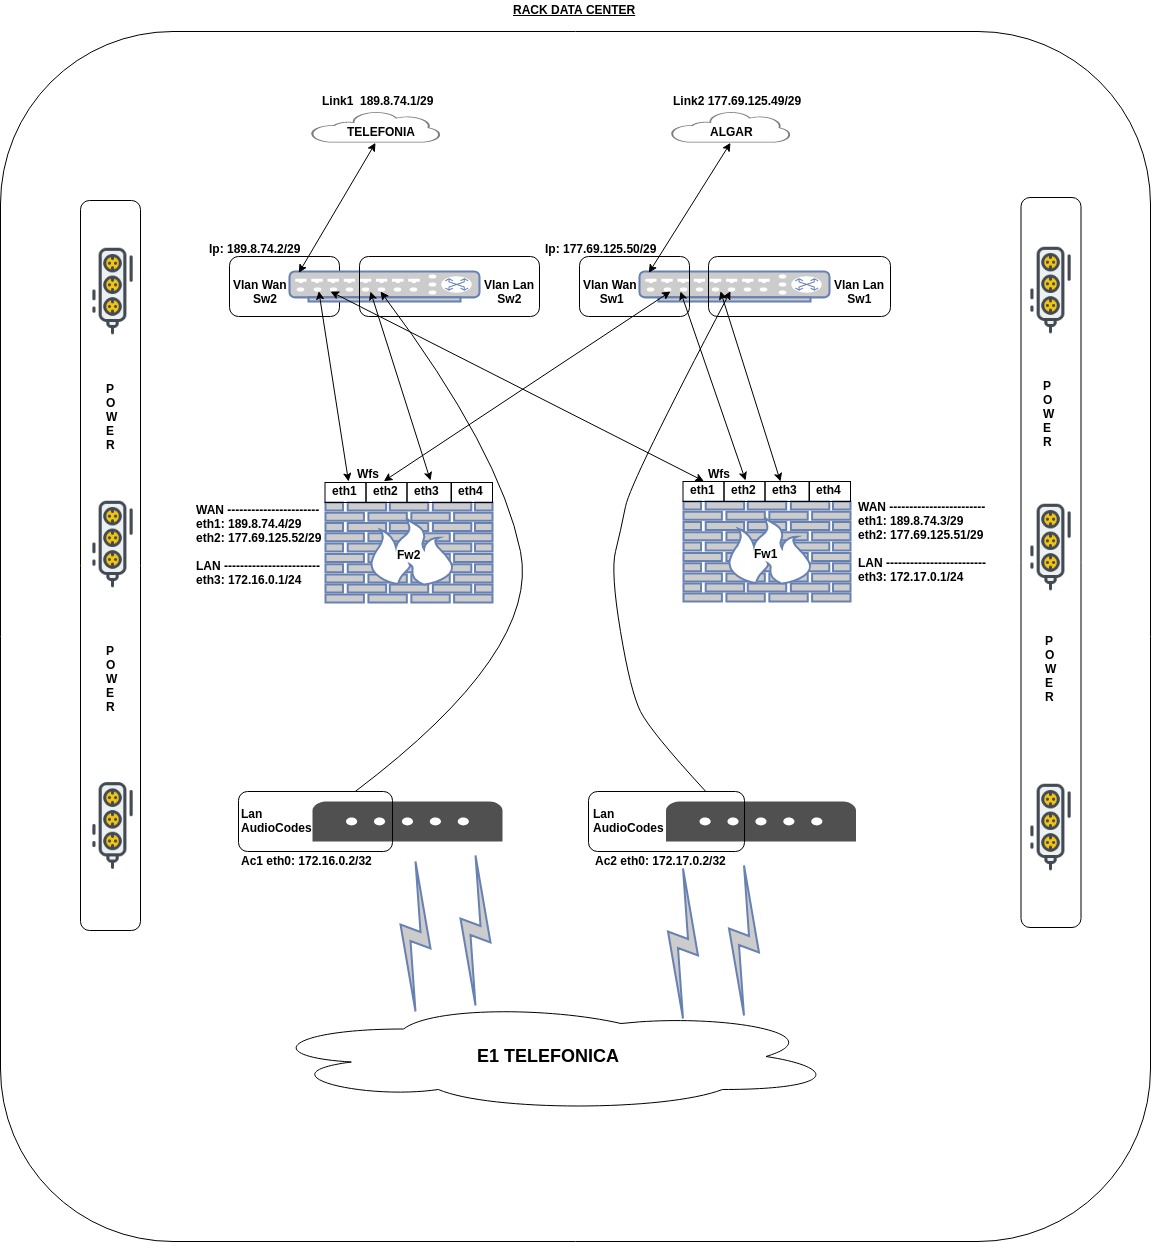 RACK DATA CENTER
Link1  189.8.74.1/29
Link2 177.69.125.49/29
TELEFONIA
ALGAR
Ip: 189.8.74.2/29
Ip: 177.69.125.50/29
Vlan Wan
Sw2
Vlan Lan
Sw2
Vlan Wan
Sw1
Vlan Lan
Sw1
P
O
W
E
R
P
O
W
E
R
Wfs
eth1 eth2 eth3 eth4
Wfs
eth1 eth2 eth3 eth4
WAN -----------------------
eth1: 189.8.74.4/29
eth2: 177.69.125.52/29
LAN ------------------------
eth3: 172.16.0.1/24
Fw2
Fw1
WAN ------------------------
eth1: 189.8.74.3/29
eth2: 177.69.125.51/29
LAN -------------------------
eth3: 172.17.0.1/24
P
O
W
E
R
P
O
W
E
R
Lan
AudioCodes
Ac1 eth0: 172.16.0.2/32
Lan
AudioCodes
Ac2 eth0: 172.17.0.2/32
E1 TELEFONICA